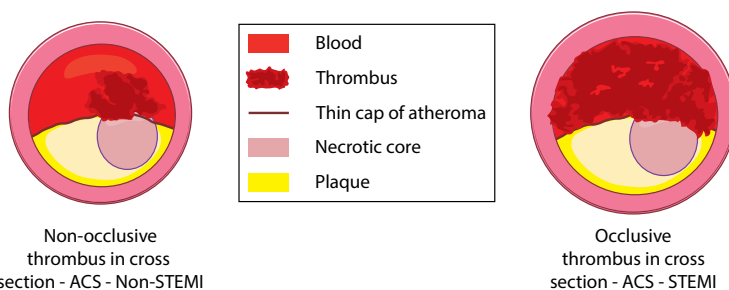 Blood
Thrombus
Thin cap of atheroma
Necrotic core
Plaque
Non-occlusive
thrombus in cross
section - ACS - Non-STEMI
Occlusive
thrombus in cross
section - ACS - STEMI